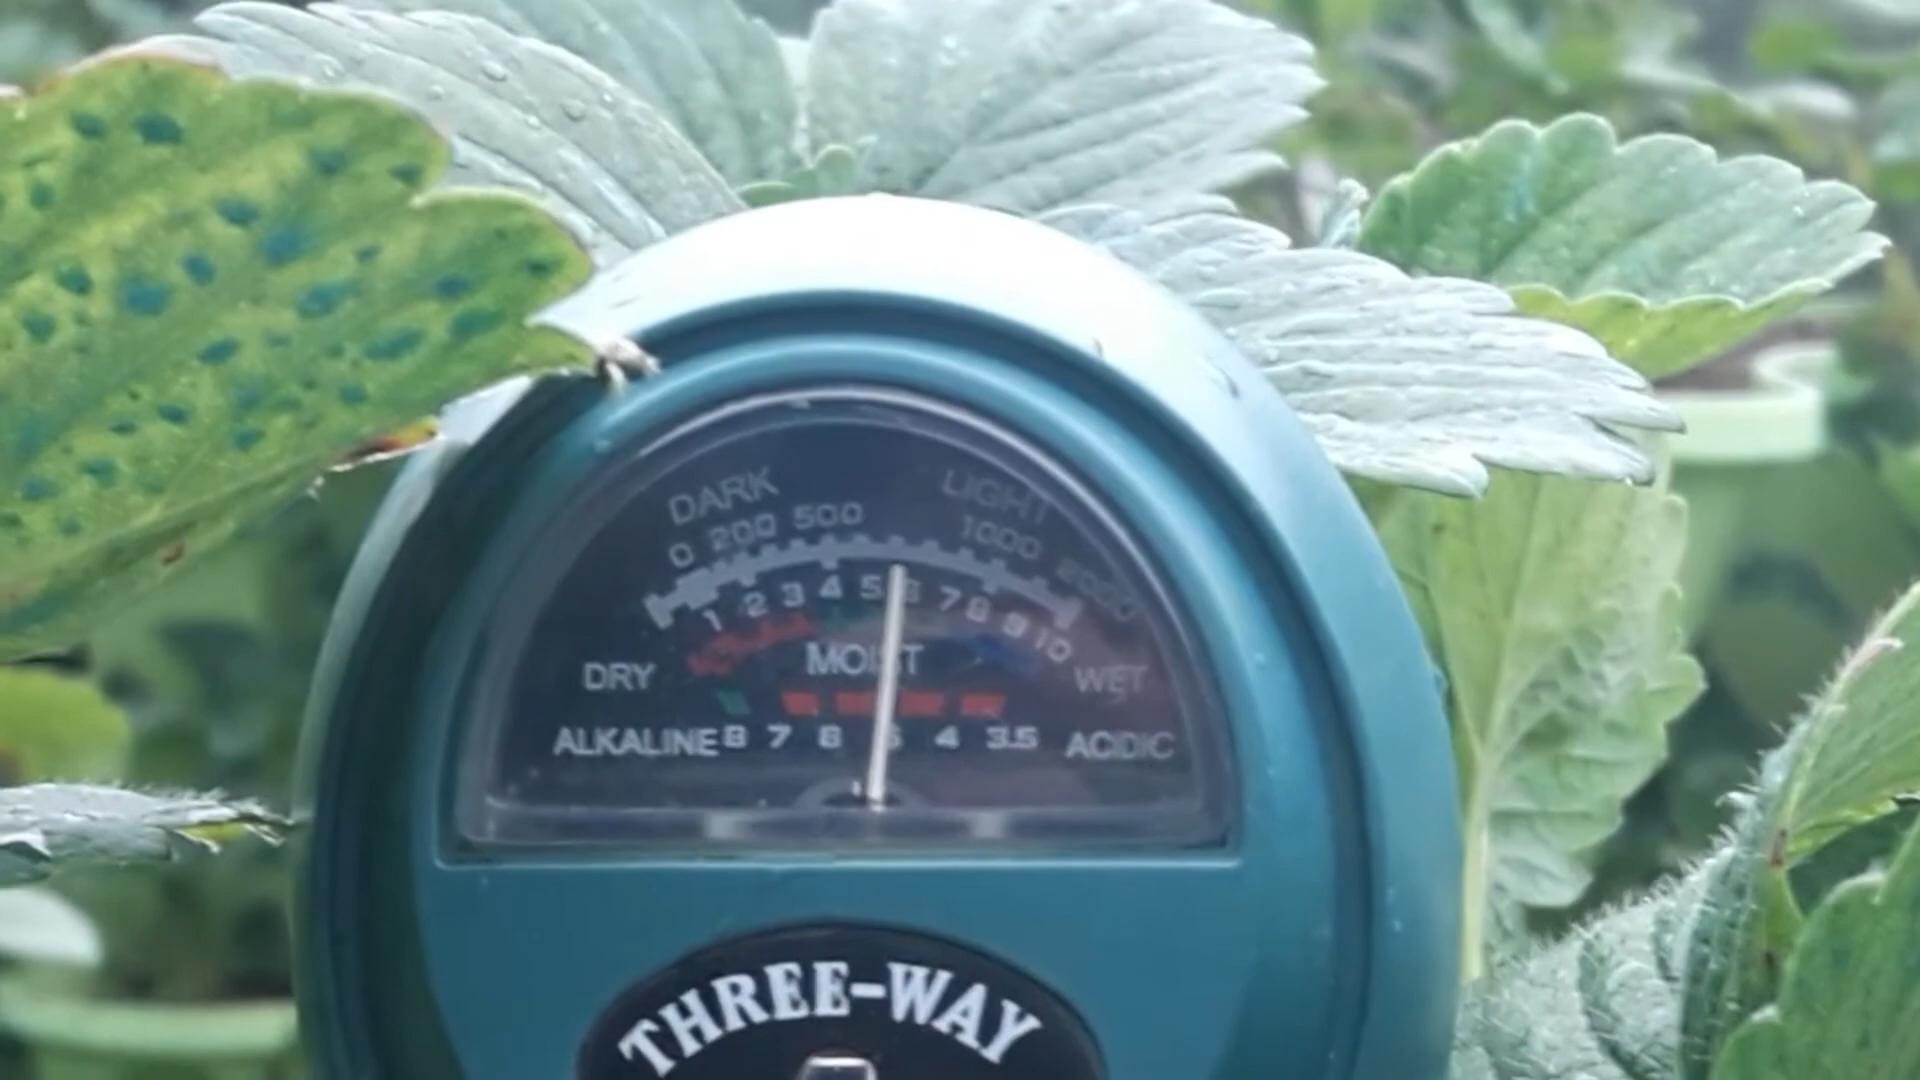 DARK LIGHT
0 200 500 1000 2000
1 2 3 4 5 6 7 8 9 10
DRY MOIST WET
ALKALINE 8 7 6 5 4 3.5 ACIDIC
THREE-WAY